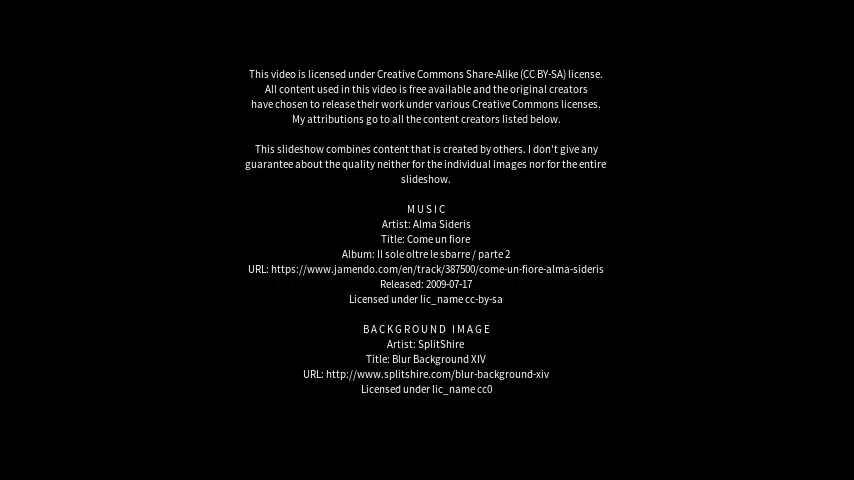 This video is licensed under Creative Commons Share-Alike (CC BY-SA) license.
All content used in this video is free available and the original creators
have chosen to release their work under various Creative Commons licenses.
My attributions go to all the content creators listed below.
This slideshow combines content that is created by others. I don't give any
guarantee about the quality neither for the individual images nor for the entire
slideshow.
MUSIC
Artist: Alma Sideris
Title: Come un fiore
Album: Il sole oltre le sbarre / parte 2
URL: https://www.jamendo.com/en/track/387500/come-un-fiore-alma-sideris
Released: 2009-07-17
Licensed under lic_name cc-by-sa
BACKGROUND IMAGE
Artist: SplitShire
Title: Blur Background XIV
URL: http://www.splitshire.com/blur-background-xiv
Licensed under lic_name cc0